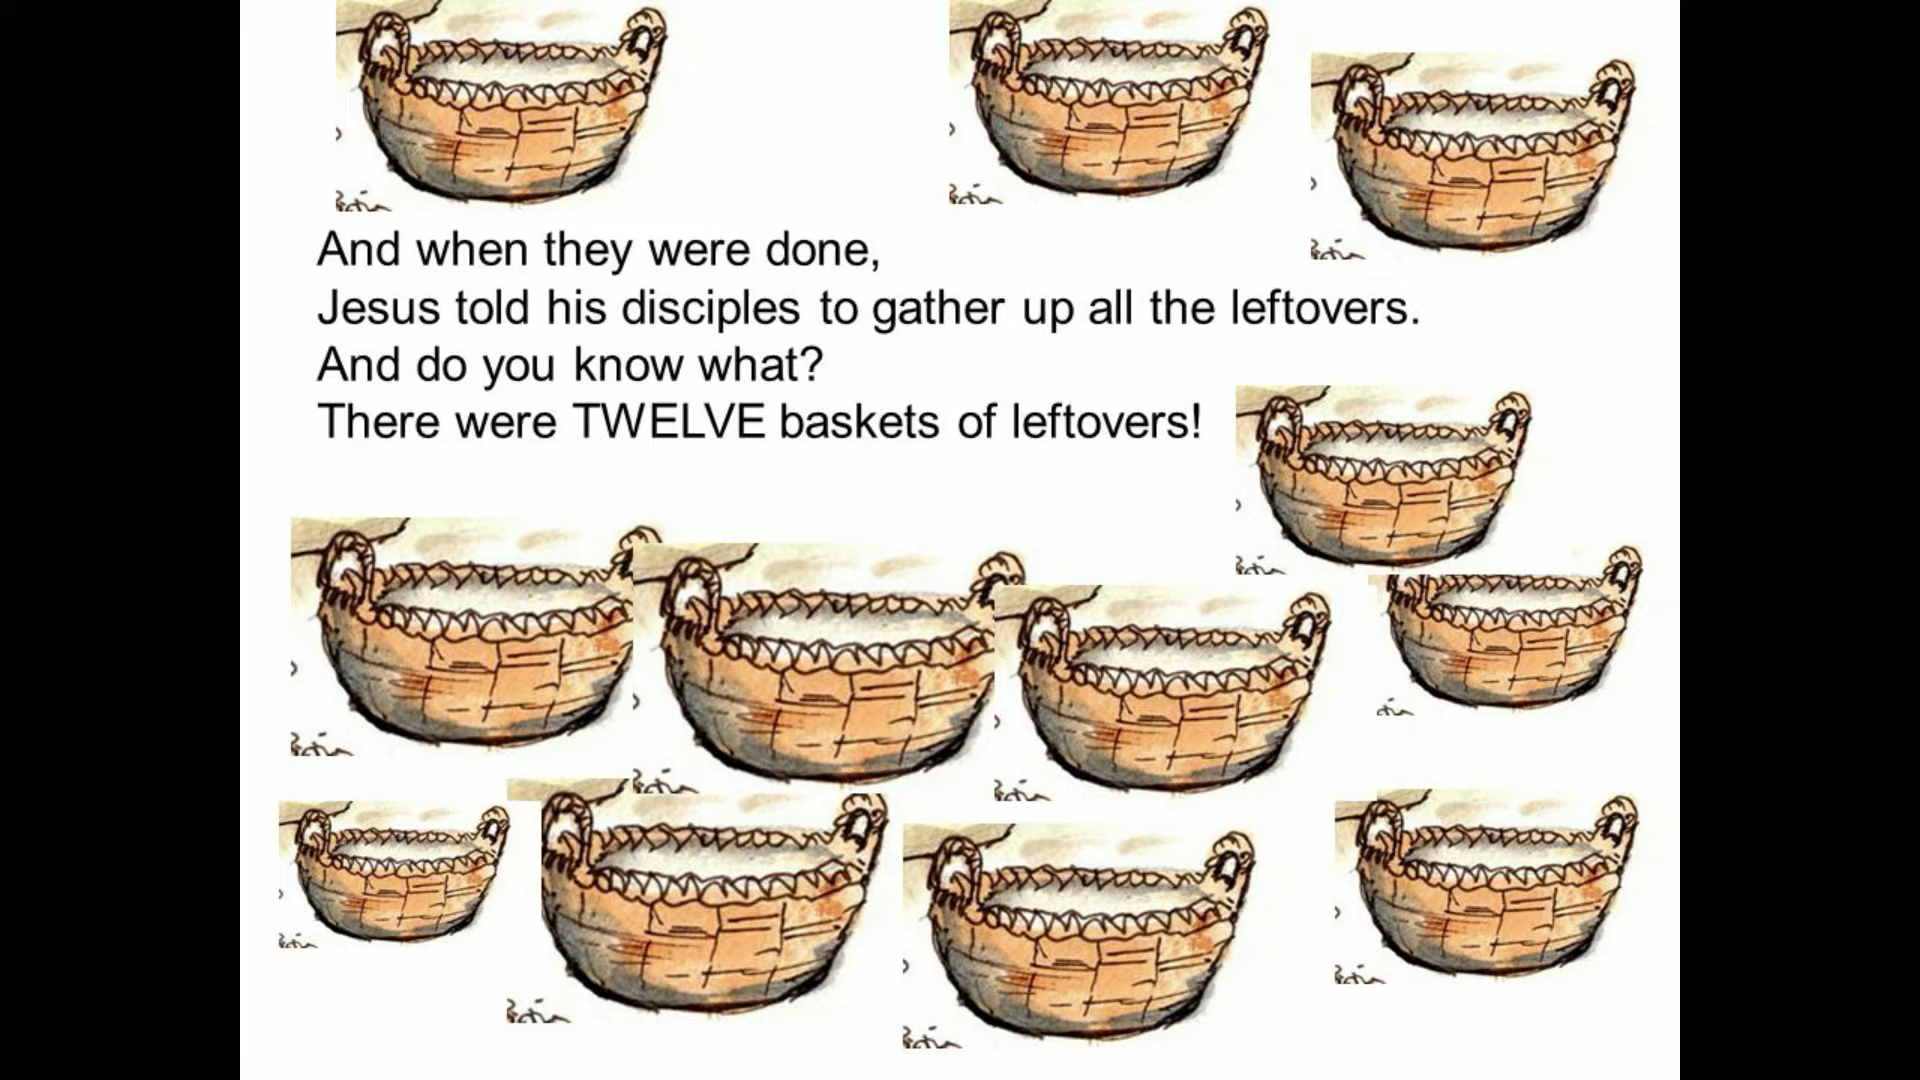 And when they were done,
Jesus told his disciples to gather up all the leftovers.
And do you know what?
There were TWELVE baskets of leftovers!